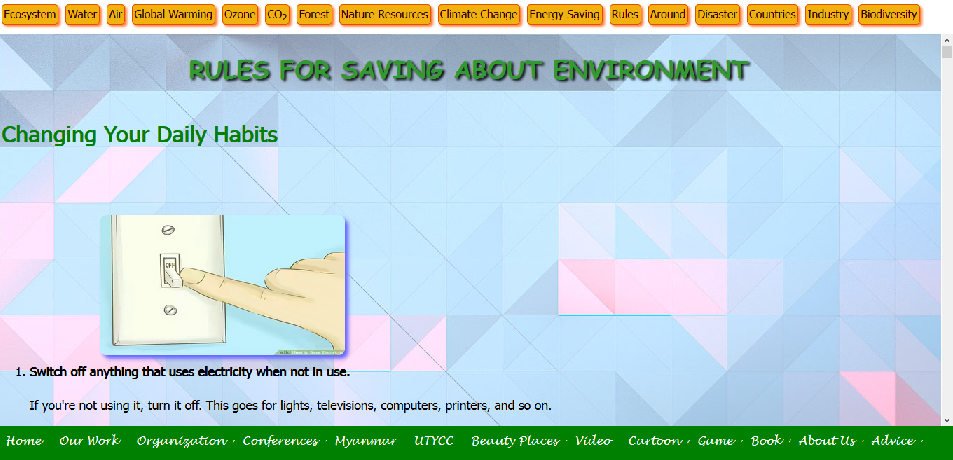 Ecosystem Water Air Global Warming Ozone CO2 Forest Nature Resources Climate Change Energy Saving Rules Around Disaster Countries Industry Biodiversity
RULES FOR SAVING ABOUT ENVIRONMENT
Changing Your Daily Habits
OFF
1. Switch off anything that uses electricity when not in use.
If you're not using it, turn it off. This goes for lights, televisions, computers, printers, and so on.
Home Our Work Organization Conferences Myanmar UTYCC Beauty Places Video Cartoon Game Book About Us Advice